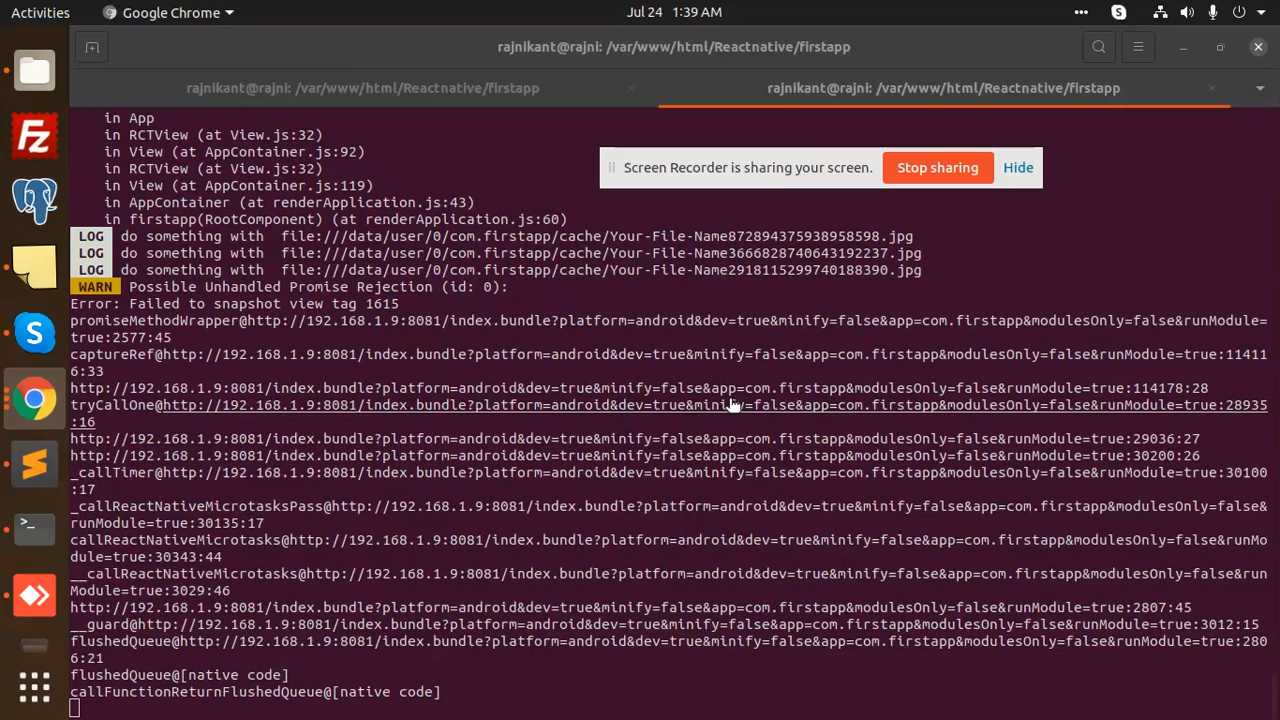 Activities
Google Chrome
Jul 24 1:39 AM
rajnikant@rajni: /var/www/html/Reactnative/firstapp
rajnikant@rajni: /var/www/html/Reactnative/firstapp
rajnikant@rajni: /var/www/html/Reactnative/firstapp
in App
in RCTView (at View.js:32)
in View (at AppContainer.js:92)
in RCTView (at View.js:32)
in View (at AppContainer.js:119)
in AppContainer (at renderApplication.js:43)
in firstapp(RootComponent) (at renderApplication.js:60)
Screen Recorder is sharing your screen.
Stop sharing
Hide
LOG do something with file:///data/user/0/com.firstapp/cache/Your-File-Name872894375938958598.jpg
LOG do something with file:///data/user/0/com.firstapp/cache/Your-File-Name3666828740643192237.jpg
LOG do something with file:///data/user/0/com.firstapp/cache/Your-File-Name2918115299740188390.jpg
WARN Possible Unhandled Promise Rejection (id: 0):
Error: Failed to snapshot view tag 1615
promiseMethodWrapper@http://192.168.1.9:8081/index.bundle?platform=android&dev=true&minify=false&app=com.firstapp&modulesOnly=false&runModule=
true:2577:45
captureRef@http://192.168.1.9:8081/index.bundle?platform=android&dev=true&minify=false&app=com.firstapp&modulesOnly=false&runModule=true:11411
6:33
http://192.168.1.9:8081/index.bundle?platform=android&dev=true&minify=false&app=com.firstapp&modulesOnly=false&runModule=true:114178:28
tryCallOne@http://192.168.1.9:8081/index.bundle?platform=android&dev=true&minify=false&app=com.firstapp&modulesOnly=false&runModule=true:28935
:16
http://192.168.1.9:8081/index.bundle?platform=android&dev=true&minify=false&app=com.firstapp&modulesOnly=false&runModule=true:29036:27
http://192.168.1.9:8081/index.bundle?platform=android&dev=true&minify=false&app=com.firstapp&modulesOnly=false&runModule=true:30200:26
_callTimer@http://192.168.1.9:8081/index.bundle?platform=android&dev=true&minify=false&app=com.firstapp&modulesOnly=false&runModule=true:30100
:17
_callReactNativeMicrotasksPass@http://192.168.1.9:8081/index.bundle?platform=android&dev=true&minify=false&app=com.firstapp&modulesOnly=false&
runModule=true:30135:17
callReactNativeMicrotasks@http://192.168.1.9:8081/index.bundle?platform=android&dev=true&minify=false&app=com.firstapp&modulesOnly=false&runMo
dule=true:30343:44
__callReactNativeMicrotasks@http://192.168.1.9:8081/index.bundle?platform=android&dev=true&minify=false&app=com.firstapp&modulesOnly=false&run
Module=true:3029:46
http://192.168.1.9:8081/index.bundle?platform=android&dev=true&minify=false&app=com.firstapp&modulesOnly=false&runModule=true:2807:45
__guard@http://192.168.1.9:8081/index.bundle?platform=android&dev=true&minify=false&app=com.firstapp&modulesOnly=false&runModule=true:3012:15
flushedQueue@http://192.168.1.9:8081/index.bundle?platform=android&dev=true&minify=false&app=com.firstapp&modulesOnly=false&runModule=true:280
6:21
flushedQueue@[native code]
callFunctionReturnFlushedQueue@[native code]